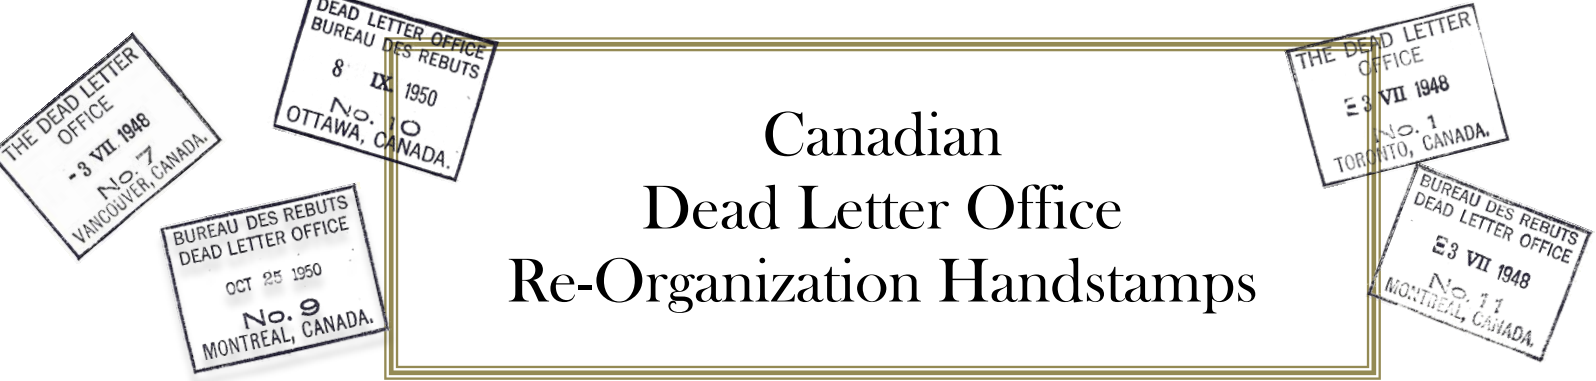 THE DEAD LETTER
OFFICE
-3 VII 1948
No. 7
VANCOUVER, CANADA.
DEAD LETTER OFFICE
BUREAU DES REBUTS
8 IX 1950
No. 10
OTTAWA, CANADA.
BUREAU DES REBUTS
DEAD LETTER OFFICE
OCT 25 1950
No. 9
MONTREAL, CANADA.
Canadian
Dead Letter Office
Re-Organization Handstamps
THE DEAD LETTER
OFFICE
3 VII 1948
No. 1
TORONTO, CANADA.
BUREAU DES REBUTS
DEAD LETTER OFFICE
3 VII 1948
No. 11
MONTREAL, CANADA.